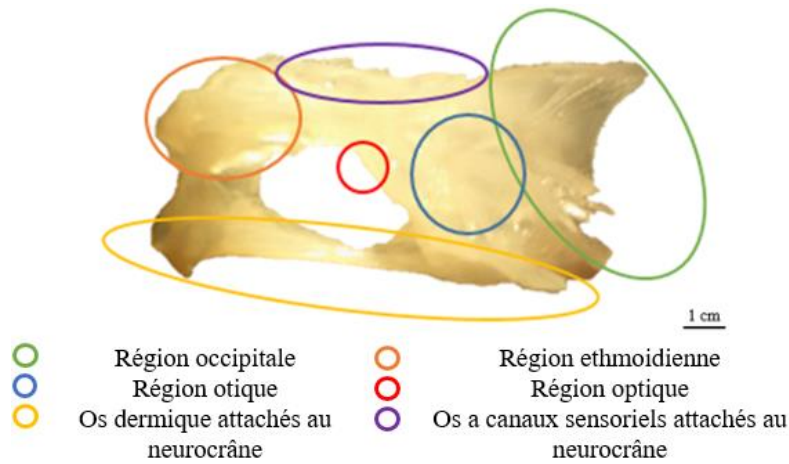 1 cm
Région occipitale
Région ethmoidienne
Région otique
Région optique
Os dermique attachés au
neurocrâne
Os a canaux sensoriels attachés au
neurocrâne